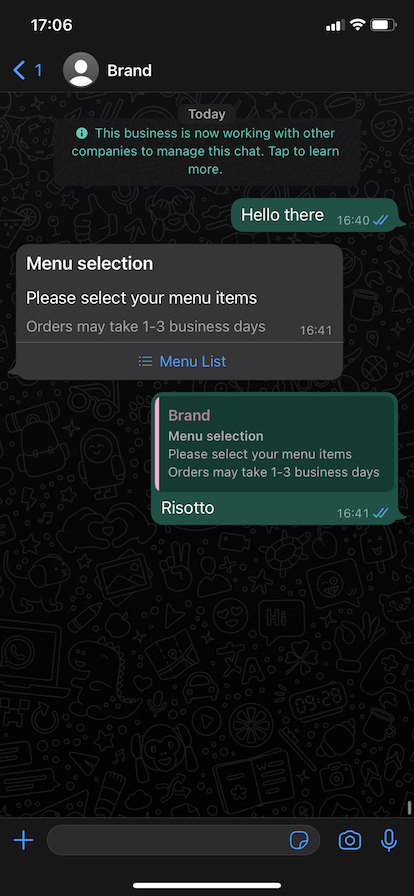 17:06
1
Brand
Today
This business is now working with other
companies to manage this chat. Tap to learn
more.
Hello there 16:40
Menu selection
Please select your menu items
Orders may take 1-3 business days 16:41
Menu List
Brand
Menu selection
Please select your menu items
Orders may take 1-3 business days
Risotto 16:41
Hi
09:28